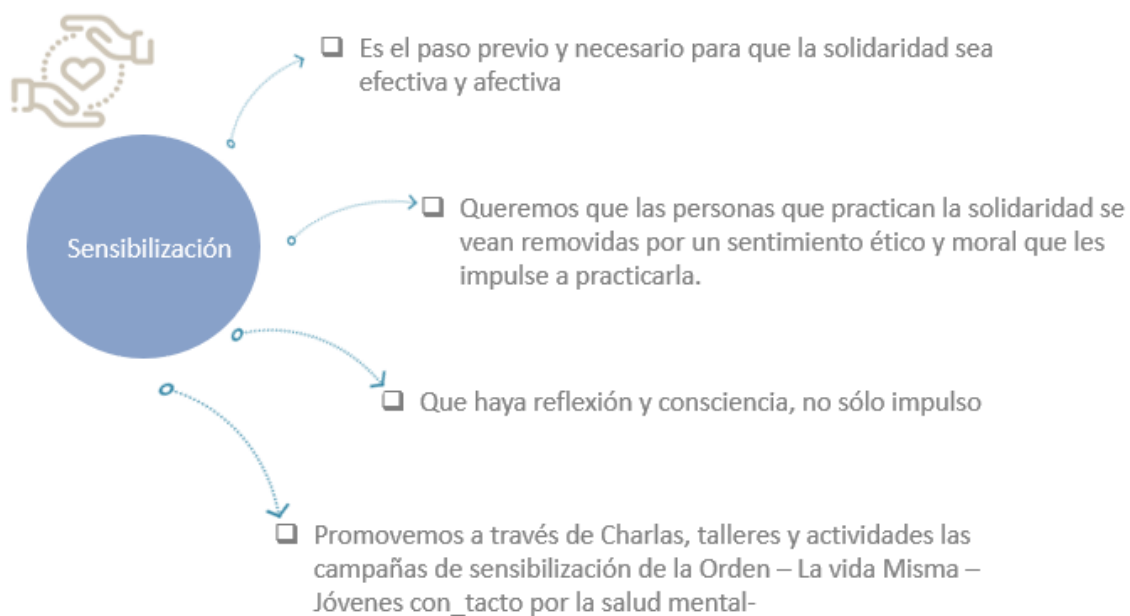 Es el paso previo y necesario para que la solidaridad sea
efectiva y afectiva
Sensibilización
Queremos que las personas que practican la solidaridad se
vean removidas por un sentimiento ético y moral que les
impulse a practicarla.
Que haya reflexión y consciencia, no sólo impulso
Promovemos a través de Charlas, talleres y actividades las
campañas de sensibilización de la Orden – La vida Misma –
Jóvenes con_tacto por la salud mental-